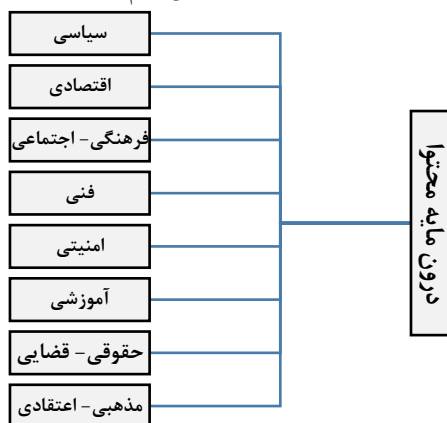 درون مایه محتوا
سیاسی
اقتصادی
فرهنگی- اجتماعی
فنی
امنیتی
آموزشی
حقوقی- قضایی
مذهبی- اعتقادی